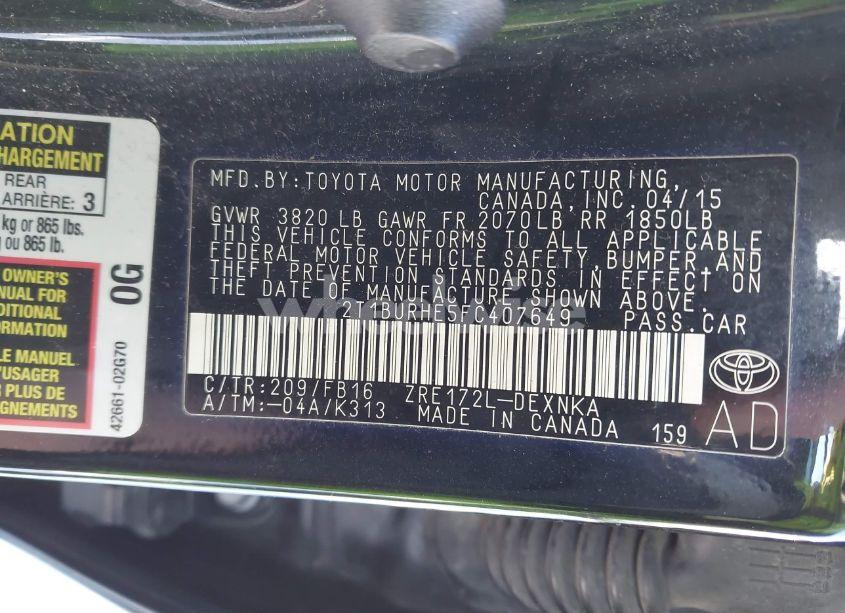 ATION
HARGEMENT
REAR
ARRIÈRE: 3
kg or 865 lbs.
ou 865 lb.
OWNER'S
NUAL FOR
DITIONAL
ORMATION
LE MANUEL
'USAGER
R PLUS DE
EIGNEMENTS
0G
42661-02G70
MFD.BY:TOYOTA MOTOR MANUFACTURING,
CANADA,INC.04/15
GVWR 3820 LB GAWR FR 2070LB RR 1850LB
THIS VEHICLE CONFORMS TO ALL APPLICABLE
FEDERAL MOTOR VEHICLE SAFETY,BUMPER,AND
THEFT PREVENTION STANDARDS IN EFFECT ON
THE DATE OF MANUFACTURE SHOWN ABOVE.
2T1BURHE5FC407649 PASS.CAR
C/TR:209/FB16 ZRE172L-DEXNKA
A/TM:-04A/K313 MADE IN CANADA 159
AD